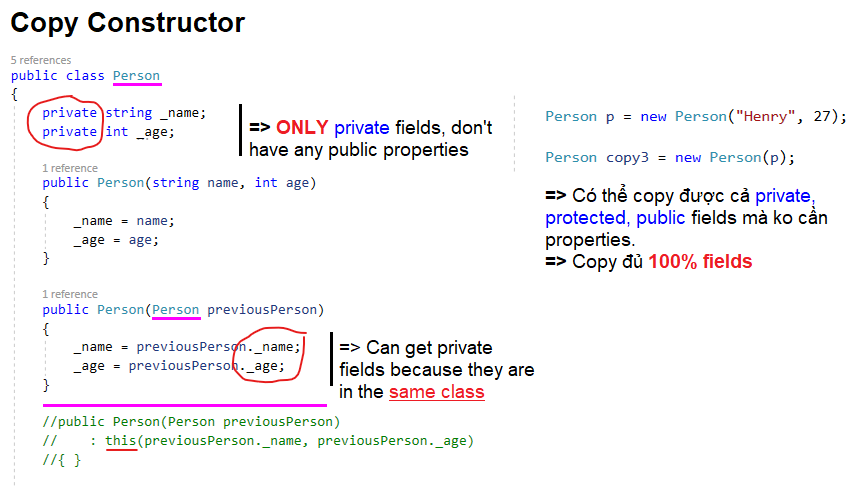 Copy Constructor
5 references
public class Person
{
private string _name;
private int _age;
=> ONLY private fields, don't
have any public properties
1 reference
public Person(string name, int age)
{
_name = name;
_age = age;
}
1 reference
public Person(Person previousPerson)
{
_name = previousPerson._name;
_age = previousPerson._age;
}
=> Can get private
fields because they are
in the same class
//public Person(Person previousPerson)
// : this(previousPerson._name, previousPerson._age)
//{ }
Person p = new Person("Henry", 27);
Person copy3 = new Person(p);
=> Có thể copy được cả private,
protected, public fields mà ko cần
properties.
=> Copy đủ 100% fields